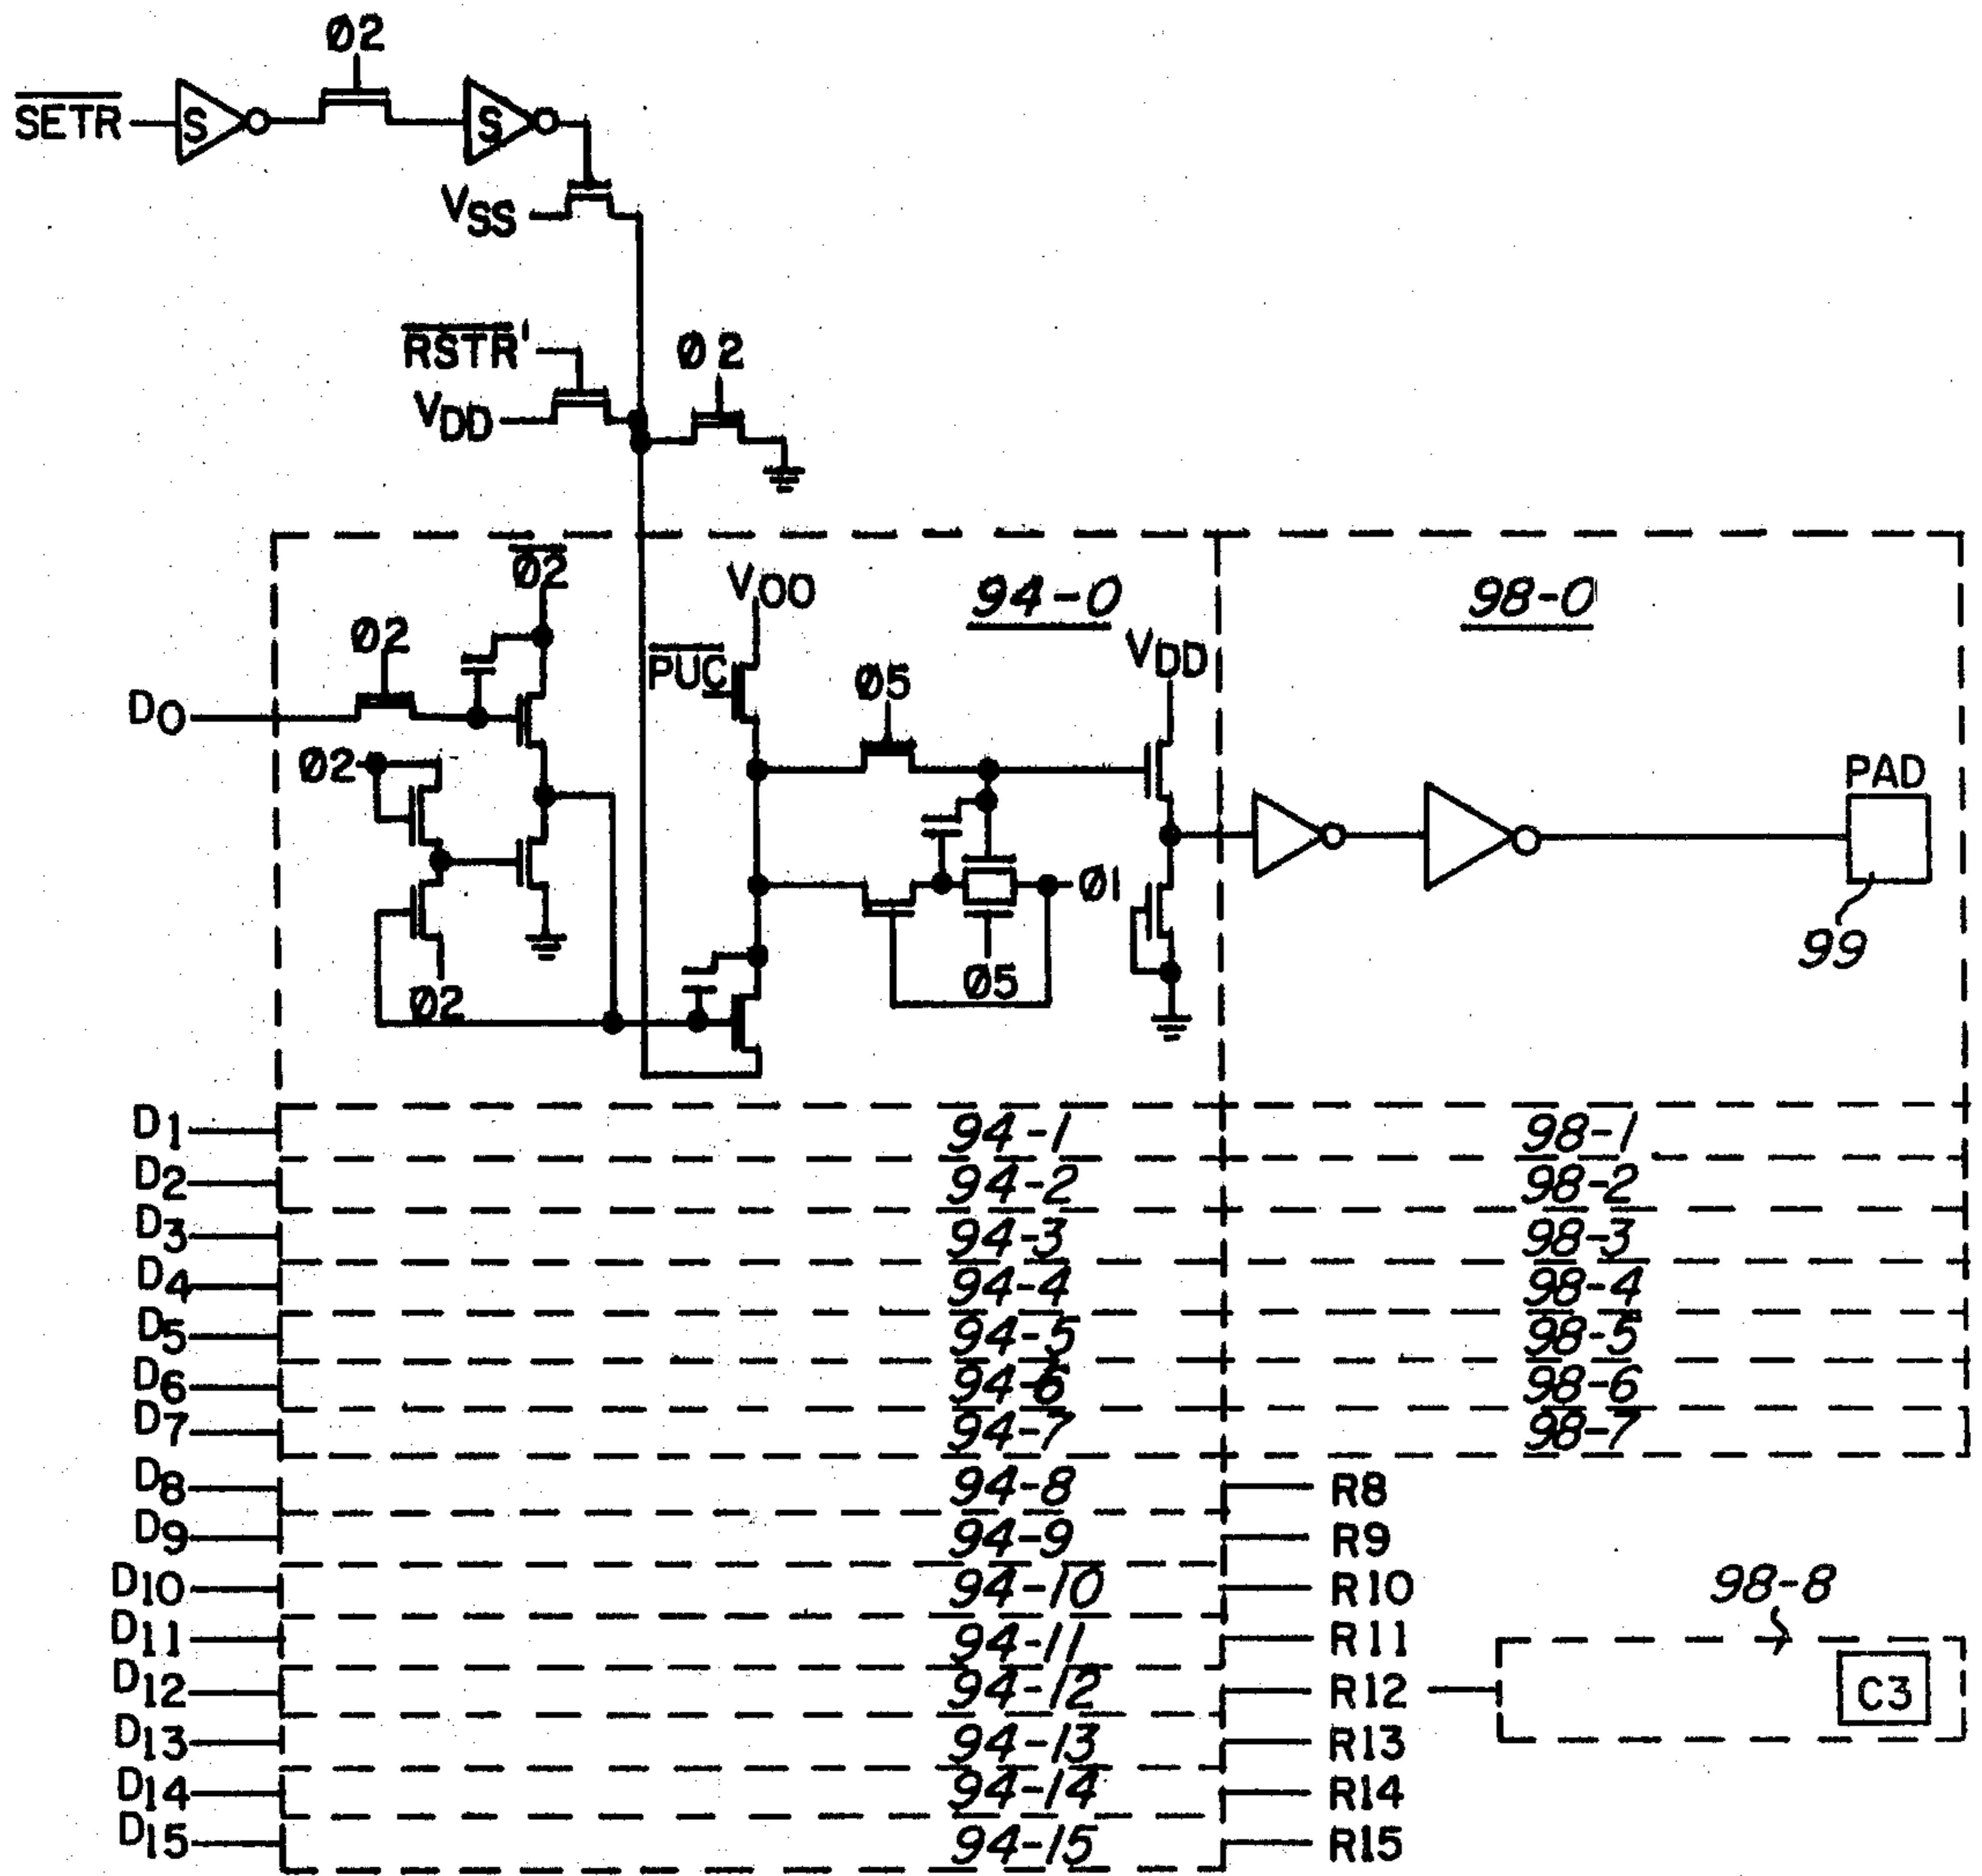 Ø2
SETR
S
S
VSS
RSTR'
Ø2
VDD
Ø2
VOO
94-0
98-0
Ø2
PUC
VDD
Ø5
DO
Ø2
PAD
Ø1
99
Ø5
Ø2
D1 94-1 98-1
D2 94-2 98-2
D3 94-3 98-3
D4 94-4 98-4
D5 94-5 98-5
D6 94-6 98-6
D7 94-7 98-7
D8 94-8 R8
D9 94-9 R9
D10 94-10 R10
98-8
D11 94-11 R11
D12 94-12 R12 C3
D13 94-13 R13
D14 94-14 R14
D15 94-15 R15